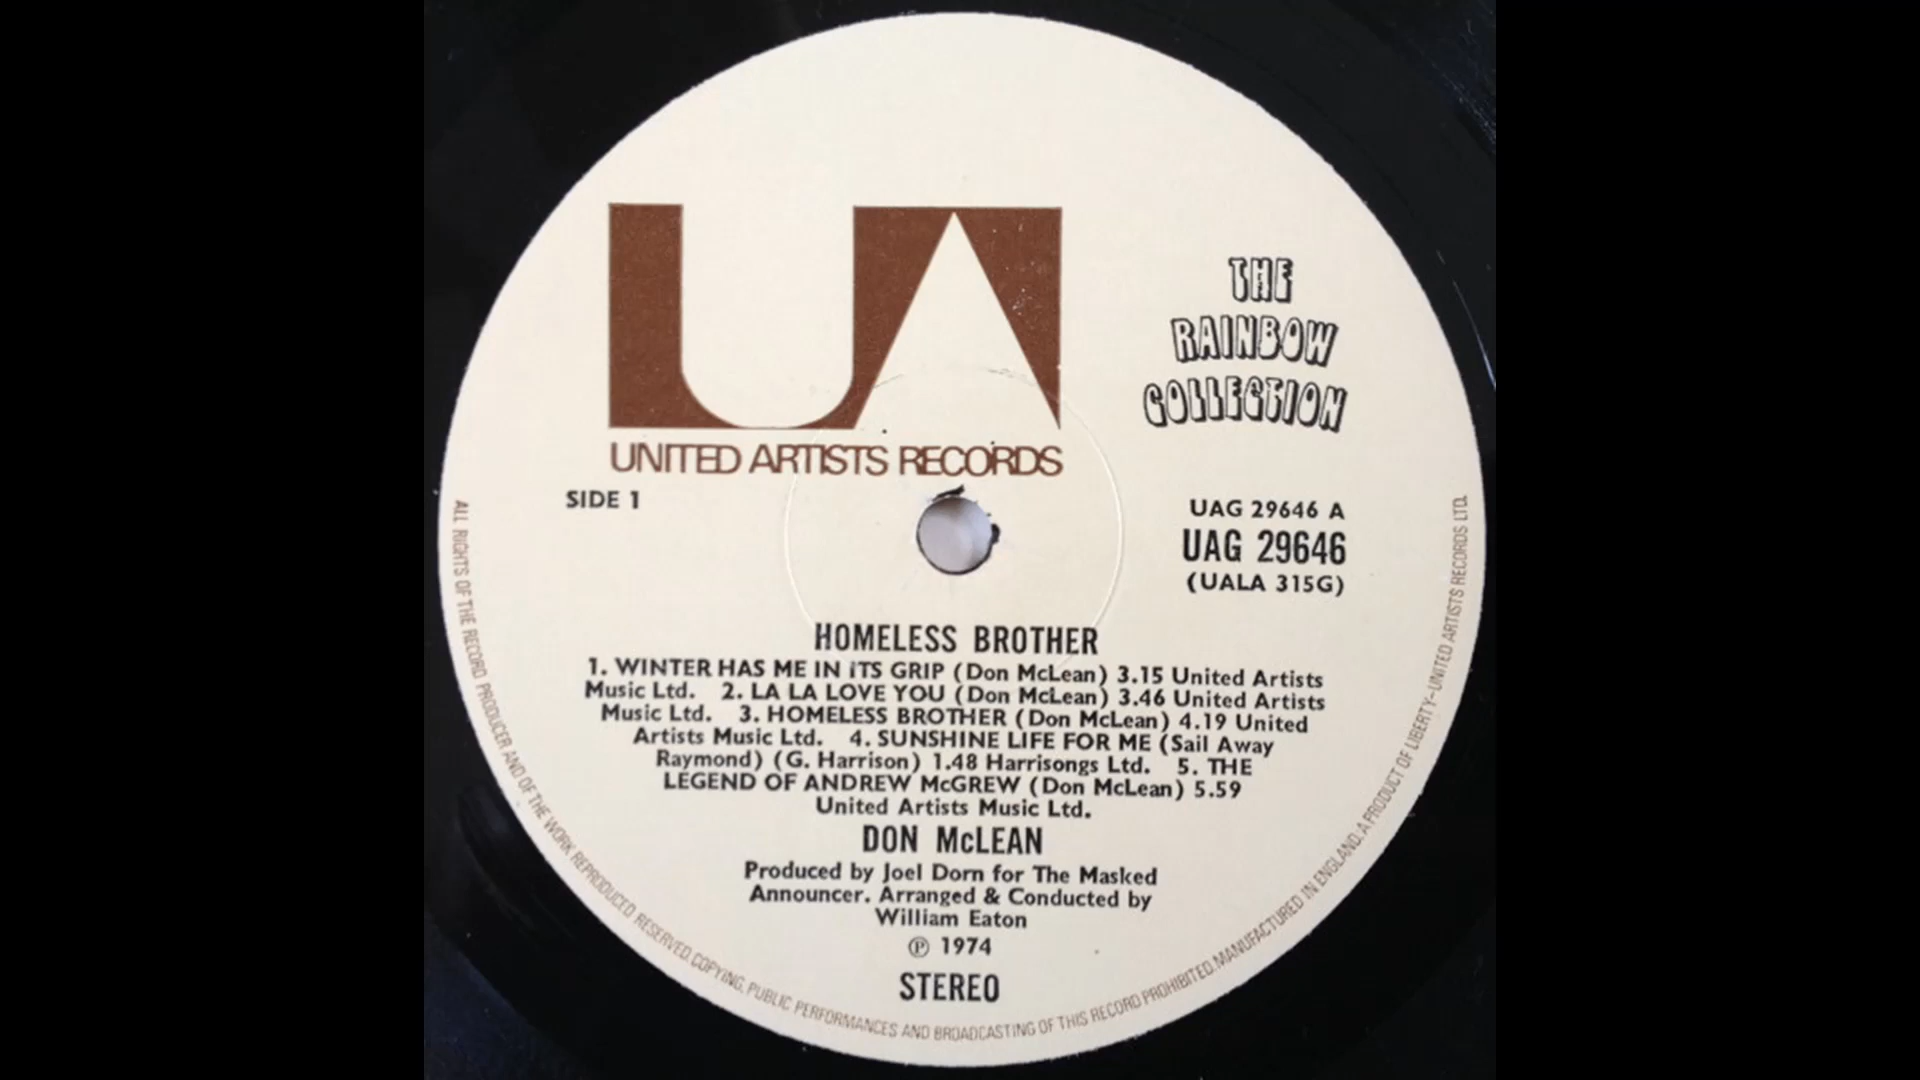 UA
THE
RAINBOW
COLLECTION
UNITED ARTISTS RECORDS
SIDE 1
UAG 29646 A
UAG 29646
(UALA 315G)
HOMELESS BROTHER
1. WINTER HAS ME IN ITS GRIP (Don McLean) 3.15 United Artists
Music Ltd. 2. LA LA LOVE YOU (Don McLean) 3.46 United Artists
Music Ltd. 3. HOMELESS BROTHER (Don McLean) 4.19 United
Artists Music Ltd. 4. SUNSHINE LIFE FOR ME (Sail Away
Raymond) (G. Harrison) 1.48 Harrisongs Ltd. 5. THE
LEGEND OF ANDREW McGREW (Don McLean) 5.59
United Artists Music Ltd.
DON McLEAN
Produced by Joel Dorn for The Masked
Announcer. Arranged & Conducted by
William Eaton
℗ 1974
STEREO
ALL RIGHTS OF THE RECORD PRODUCER AND OF THE WORK REPRODUCED RESERVED. COPYING, PUBLIC PERFORMANCES AND BROADCASTING OF THIS RECORD PROHIBITED. MANUFACTURED IN ENGLAND. A PRODUCT OF LIBERTY-UNITED ARTISTS RECORDS LTD.